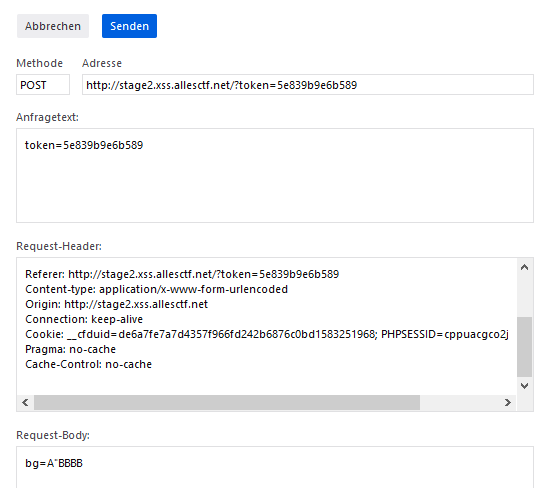 Abbrechen Senden
Methode Adresse
POST http://stage2.xss.allesctf.net/?token=5e839b9e6b589
Anfragetext:
token=5e839b9e6b589
Request-Header:
Referer: http://stage2.xss.allesctf.net/?token=5e839b9e6b589
Content-type: application/x-www-form-urlencoded
Origin: http://stage2.xss.allesctf.net
Connection: keep-alive
Cookie: __cfduid=de6a7fe7a7d4357f966fd242b6876c0bd1583251968; PHPSESSID=cppuacgco2j
Pragma: no-cache
Cache-Control: no-cache
Request-Body:
bg=A"BBBB